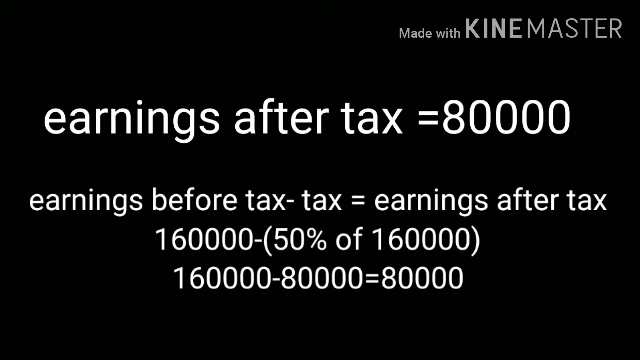 Made with KINEMASTER
earnings after tax =80000
earnings before tax- tax = earnings after tax
160000-(50% of 160000)
160000-80000=80000